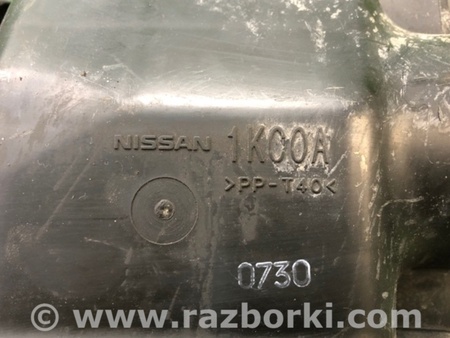 NISSAN 1KC0A
>PP-T40<
0730
© www.razborki.com